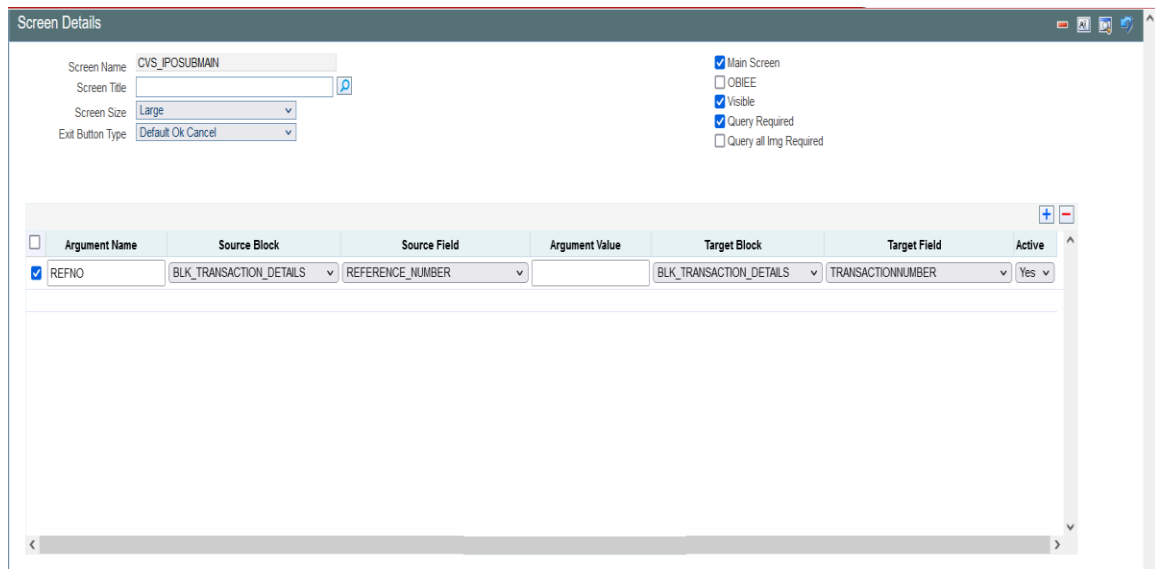 Screen Details
Screen Name CVS_IPOSUBMAIN
Screen Title
Screen Size Large
Exit Button Type Default Ok Cancel
Main Screen
OBIEE
Visible
Query Required
Query all lmg Required
Argument Name Source Block Source Field Argument Value Target Block Target Field Active
REFNO BLK_TRANSACTION_DETAILS REFERENCE_NUMBER BLK_TRANSACTION_DETAILS TRANSACTIONNUMBER Yes